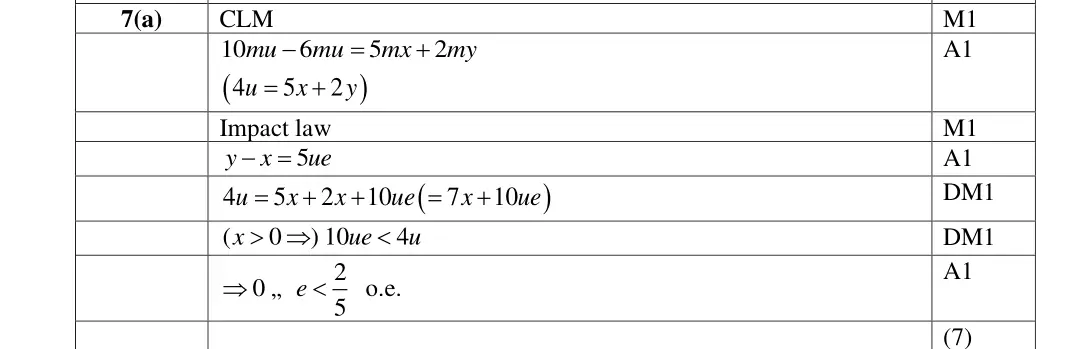 7(a) CLM M1
10mu − 6mu = 5mx + 2my A1
(4u = 5x + 2y)
Impact law M1
y − x = 5ue A1
4u = 5x + 2x + 10ue (= 7x + 10ue) DM1
(x > 0 ⇒) 10ue < 4u DM1
⇒ 0 ,, e < 2/5 o.e. A1
(7)